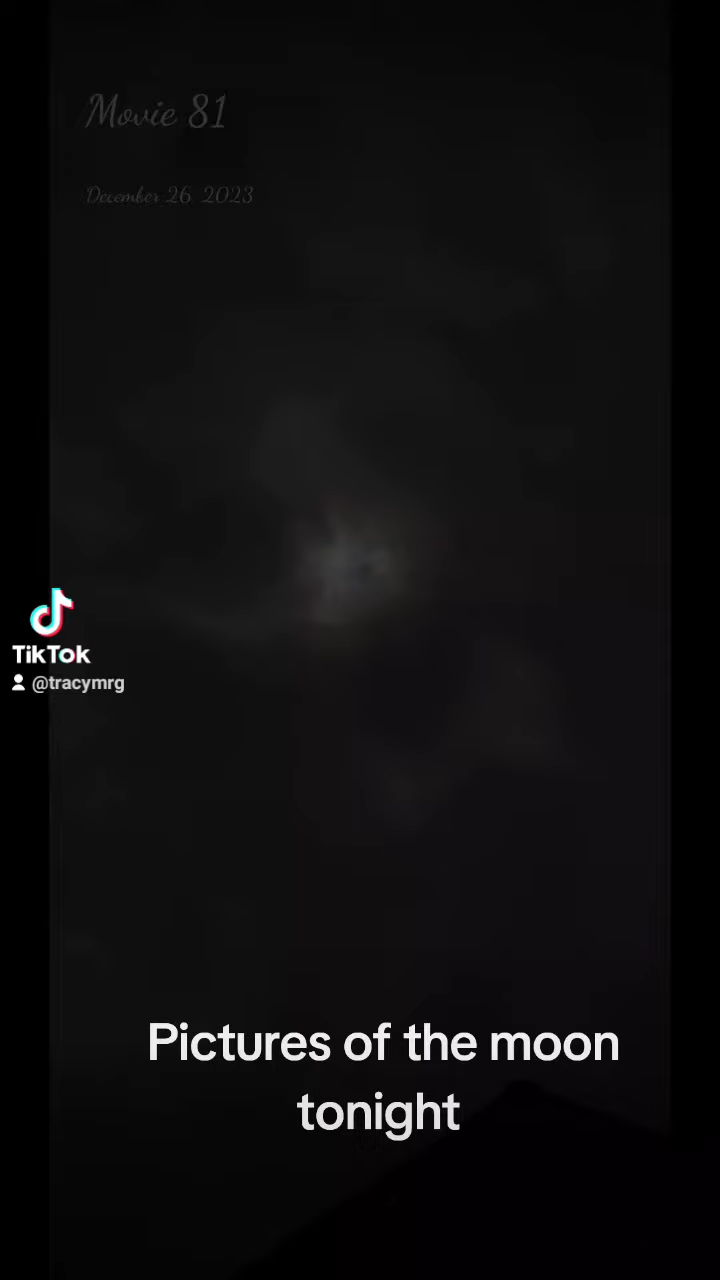 Movie 81
December 26, 2023
TikTok
@tracymrg
Pictures of the moon
tonight